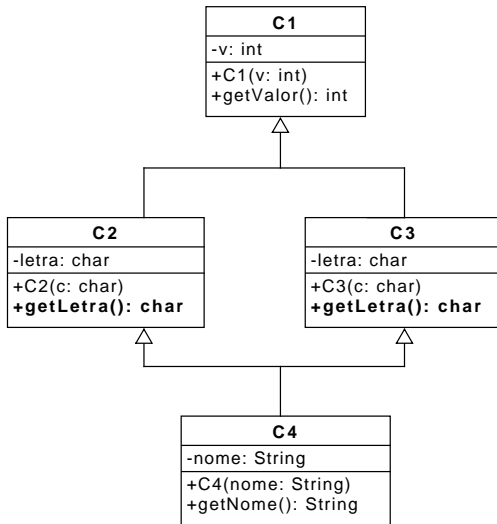 C1
-v: int
+C1(v: int)
+getValor(): int
C2
-letra: char
+C2(c: char)
+getLetra(): char
C3
-letra: char
+C3(c: char)
+getLetra(): char
C4
-nome: String
+C4(nome: String)
+getNome(): String